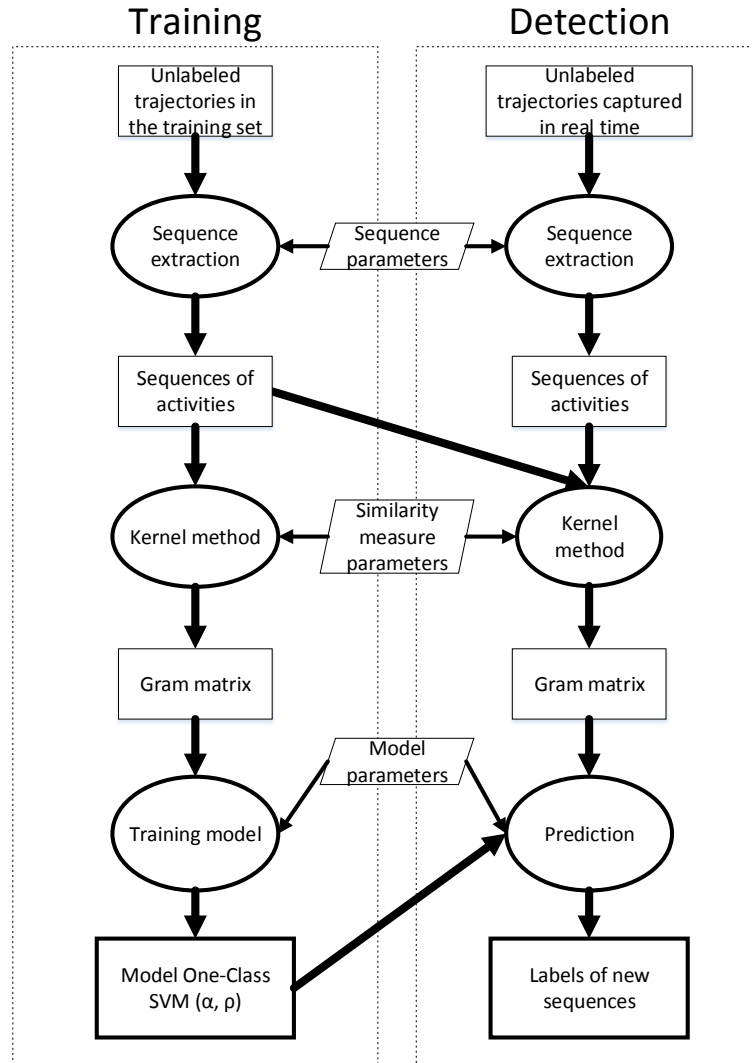 Training
Detection
Unlabeled
trajectories in
the training set
Unlabeled
trajectories captured
in real time
Sequence
extraction
Sequence
parameters
Sequence
extraction
Sequences of
activities
Sequences of
activities
Kernel method
Similarity
measure
parameters
Kernel
method
Gram matrix
Gram matrix
Model
parameters
Training model
Prediction
Model One-Class
SVM (α, ρ)
Labels of new
sequences